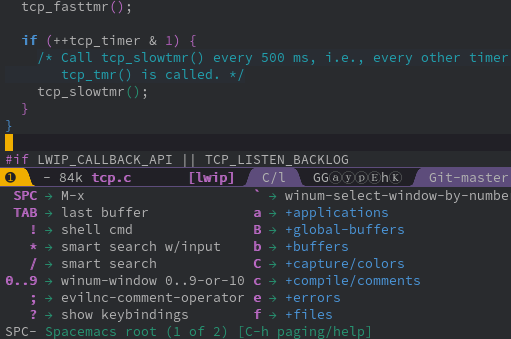 tcp_fasttmr();
if (++tcp_timer & 1) {
/* Call tcp_slowtmr() every 500 ms, i.e., every other timer
tcp_tmr() is called. */
tcp_slowtmr();
}
}
#if LWIP_CALLBACK_API || TCP_LISTEN_BACKLOG
❶ - 84k tcp.c [lwip] C/l GGⓐⓨⓟⒺhⓀ Git-master
SPC → M-x ` → winum-select-window-by-numbe
TAB → last buffer a → +applications
! → shell cmd B → +global-buffers
* → smart search w/input b → +buffers
/ → smart search C → +capture/colors
0..9 → winum-window 0..9-or-10 c → +compile/comments
; → evilnc-comment-operator e → +errors
? → show keybindings f → +files
SPC- Spacemacs root (1 of 2) [C-h paging/help]